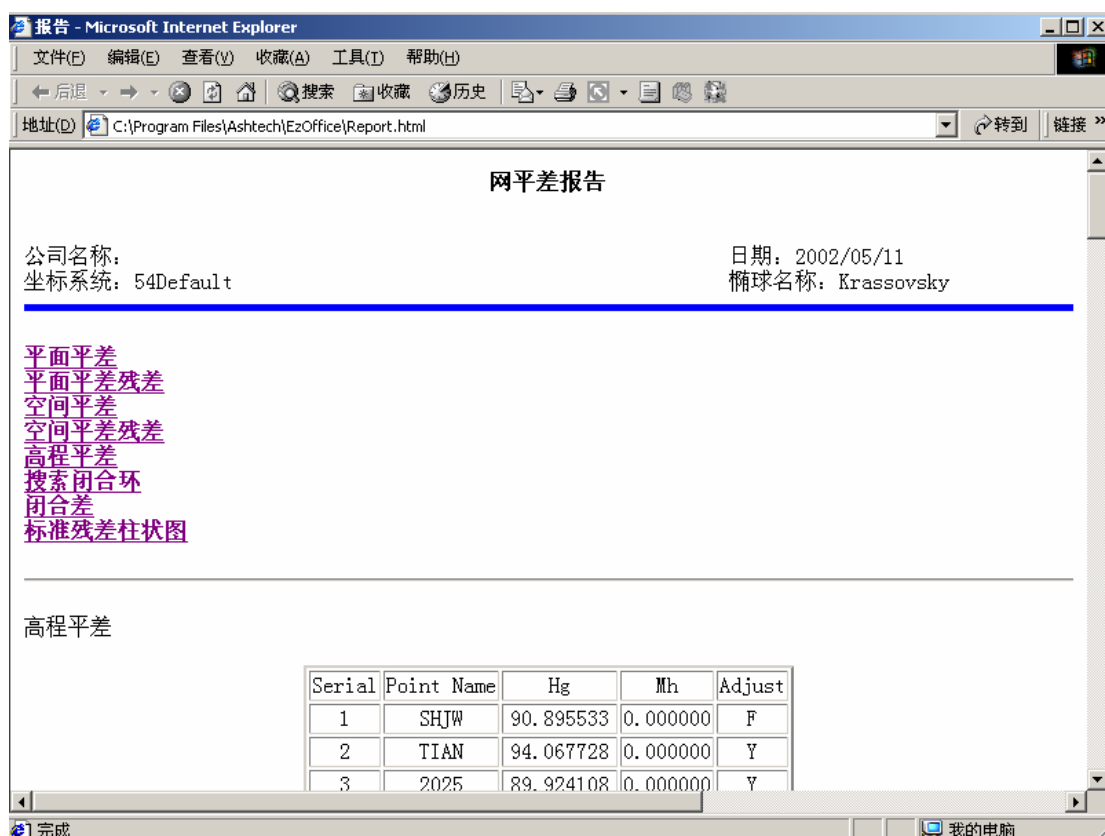 报告 - Microsoft Internet Explorer
文件(F) 编辑(E) 查看(V) 收藏(A) 工具(T) 帮助(H)
后退 搜索 收藏 历史
地址(D) C:\Program Files\Ashtech\EzOffice\Report.html 转到 链接 »
网平差报告
公司名称: 日期: 2002/05/11
坐标系统: 54Default 椭球名称: Krassovsky
平面平差
平面平差残差
空间平差
空间平差残差
高程平差
搜索闭合环
闭合差
标准残差柱状图
高程平差
Serial Point Name Hg Mh Adjust
1 SHJW 90.895533 0.000000 F
2 TIAN 94.067728 0.000000 Y
3 2025 89.924108 0.000000 Y
完成 我的电脑